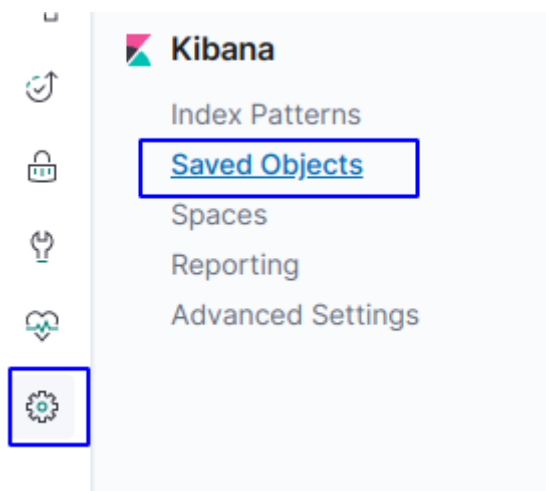 Kibana
Index Patterns
Saved Objects
Spaces
Reporting
Advanced Settings